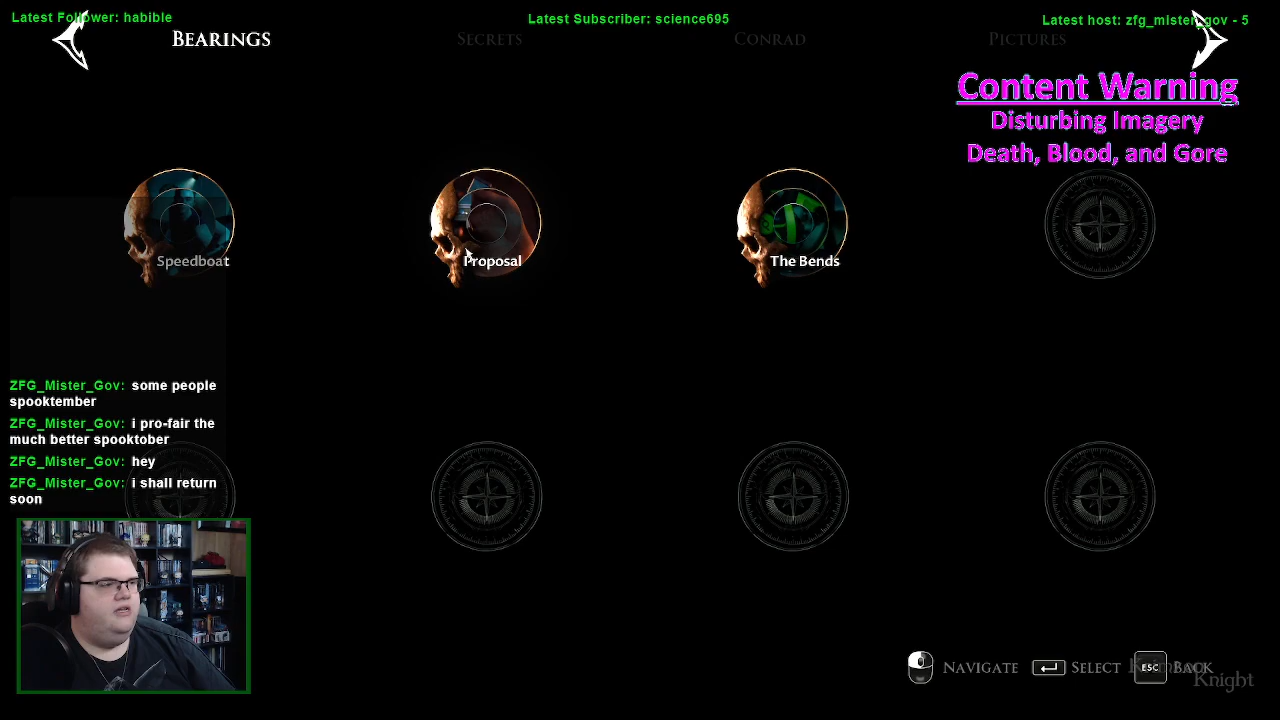 Latest Follower: habible
Latest Subscriber: science695
Latest host: zfg_mister_gov - 5
Bearings
Secrets
Conrad
Pictures
Content Warning
Disturbing Imagery
Death, Blood, and Gore
Speedboat
Proposal
The Bends
ZFG_Mister_Gov: some people
spooktember
ZFG_Mister_Gov: i pro-fair the
much better spooktober
ZFG_Mister_Gov: hey
ZFG_Mister_Gov: i shall return
soon
Navigate
Select
ESC
Back
Knight